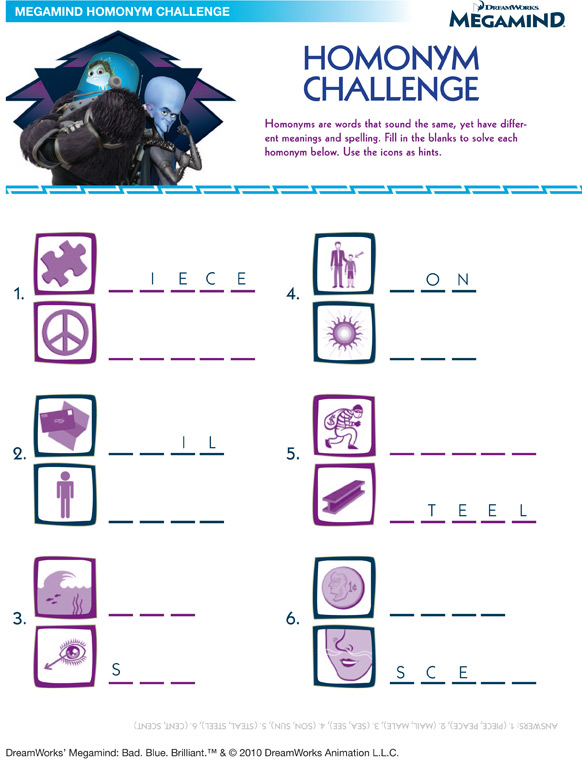 MEGAMIND HOMONYM CHALLENGE
DREAMWORKS
MEGAMIND
HOMONYM
CHALLENGE
Homonyms are words that sound the same, yet have differ-
ent meanings and spelling. Fill in the blanks to solve each
homonym below. Use the icons as hints.
1. _ I E C E
_ _ _ _ _
2. _ _ I L
_ _ _ _
3. _ _ _
S _ _
4. _ O N
_ _ _
5. _ _ _ _ _
_ T E E L
6. _ _ _ _
S C E _ _
$
1¢
ANSWERS: 1. (PIECE, PEACE), 2. (MAIL, MALE), 3. (SEA, SEE), 4. (SON, SUN), 5. (STEAL, STEEL), 6. (CENT, SCENT)
DreamWorks' Megamind: Bad. Blue. Brilliant.™ & © 2010 DreamWorks Animation L.L.C.